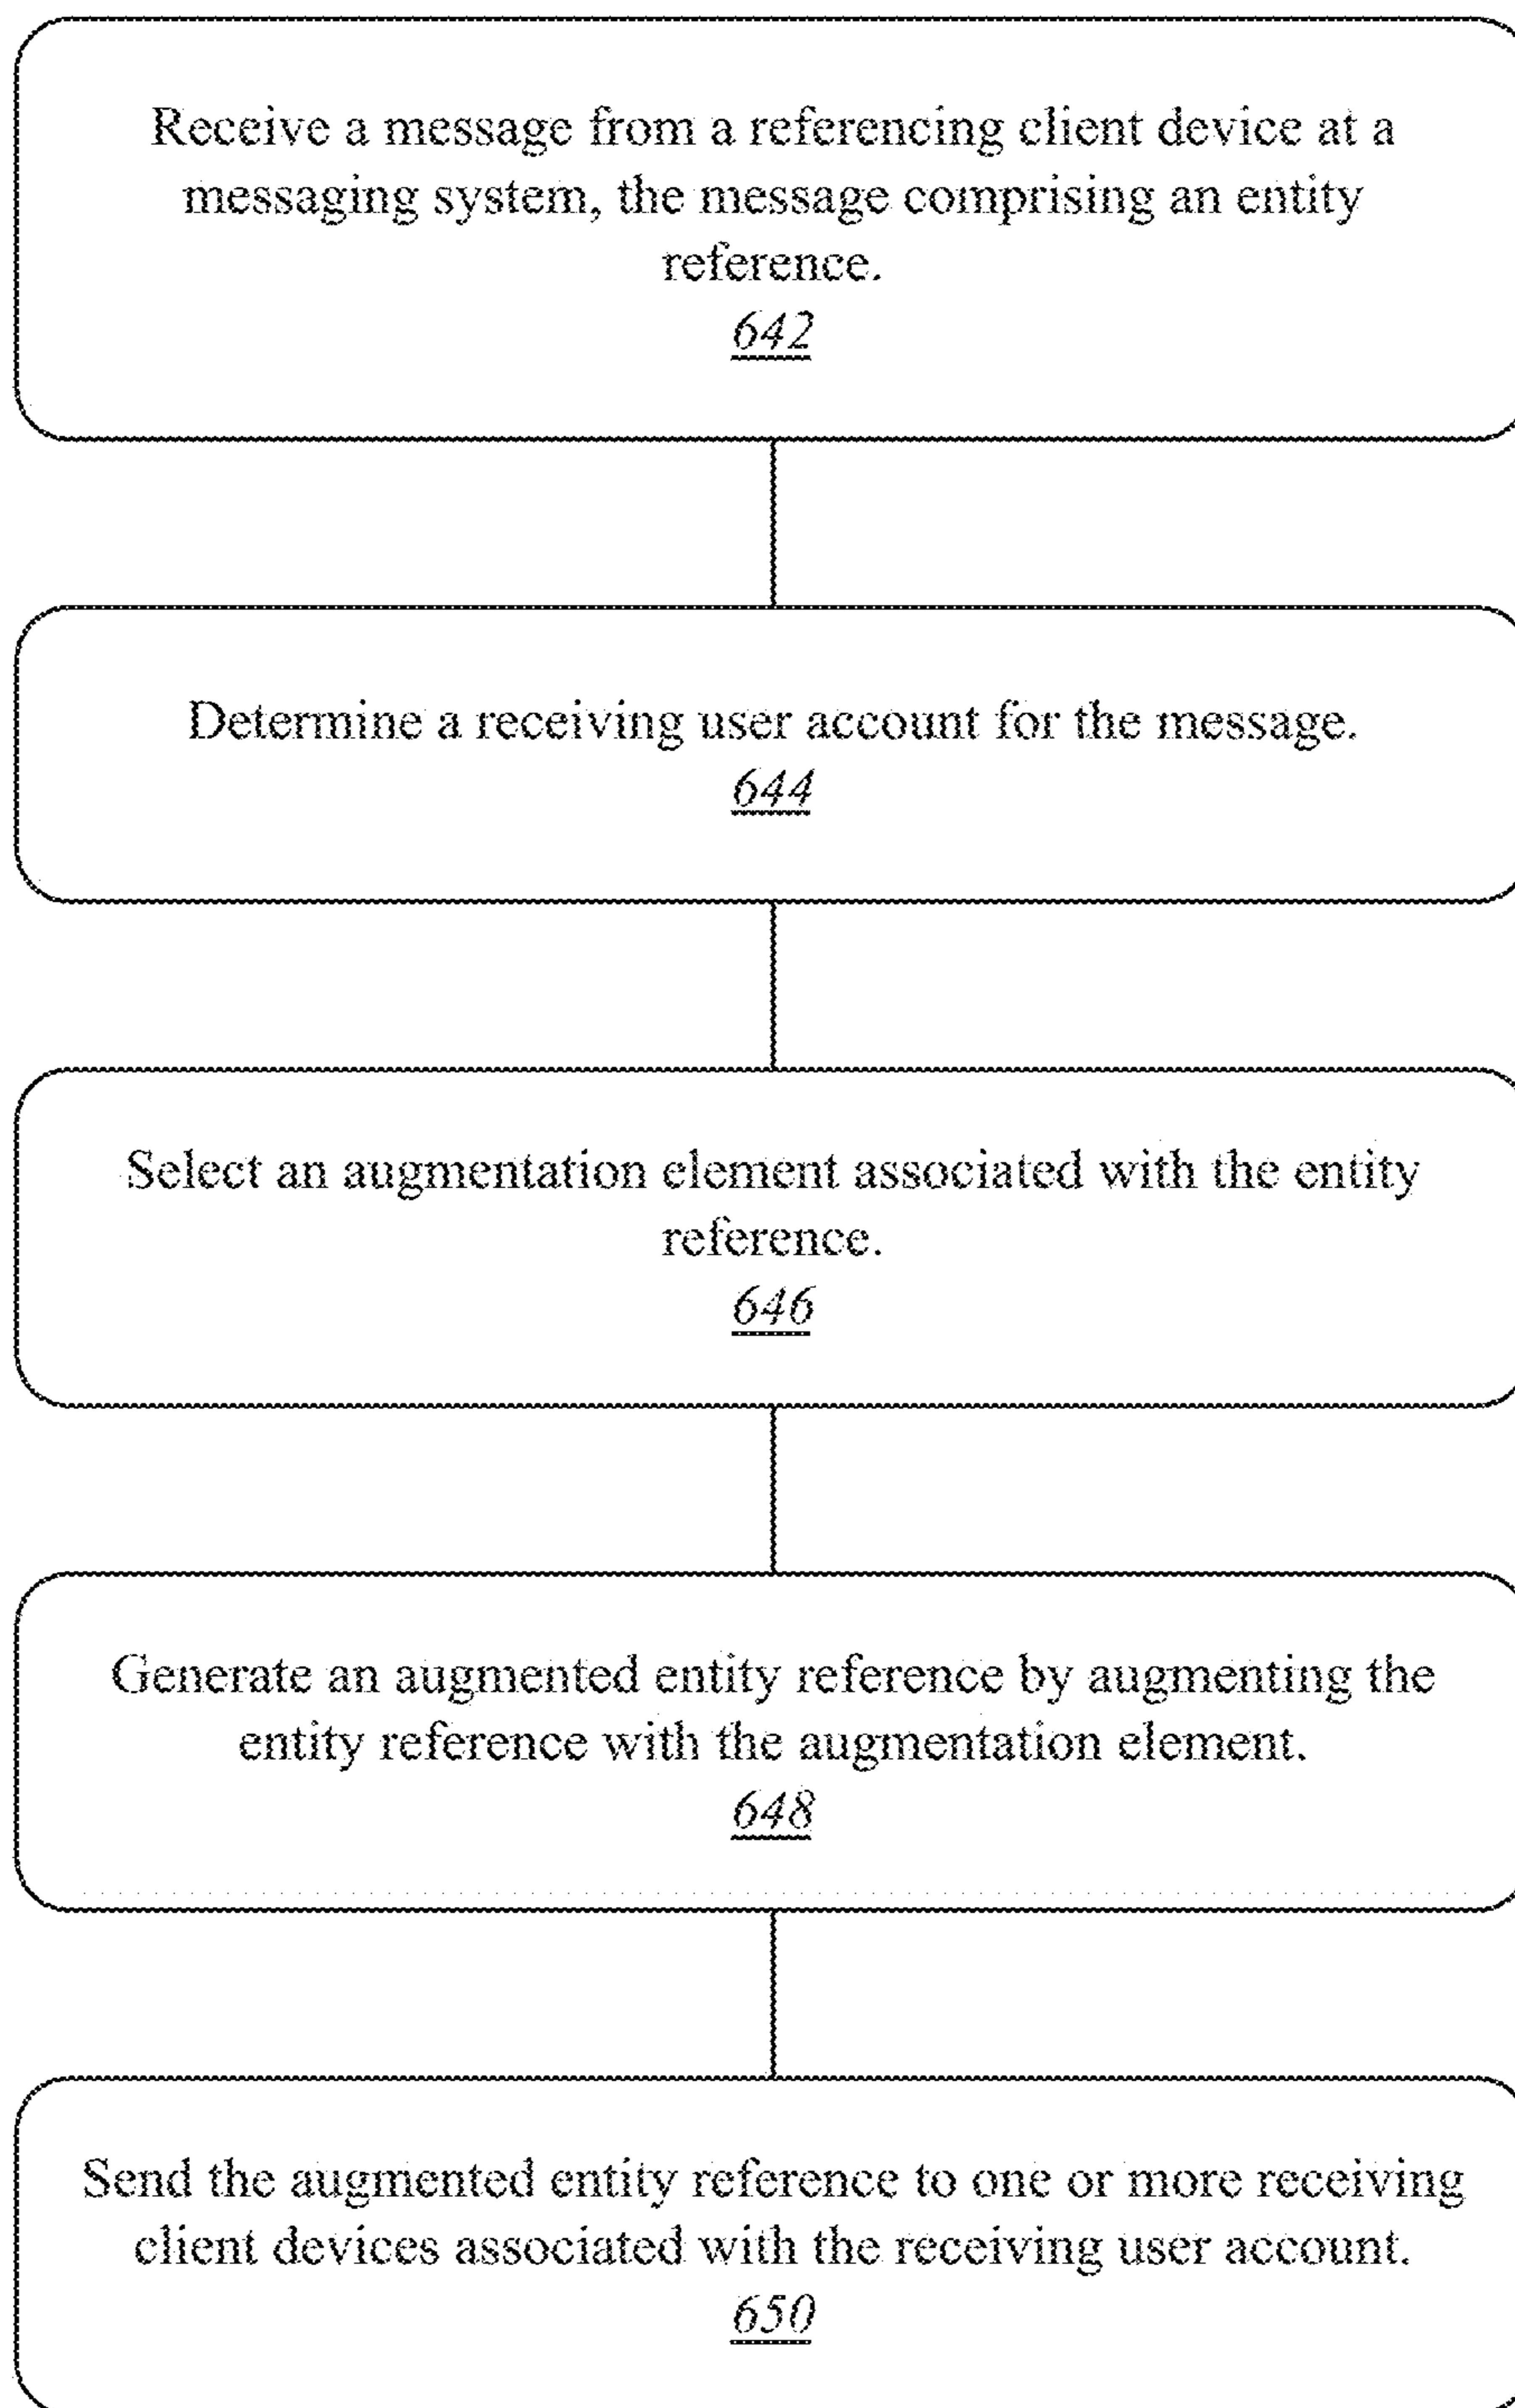 Receive a message from a referencing client device at a
messaging system, the message comprising an entity
reference.
642
Determine a receiving user account for the message.
644
Select an augmentation element associated with the entity
reference.
646
Generate an augmented entity reference by augmenting the
entity reference with the augmentation element.
648
Send the augmented entity reference to one or more receiving
client devices associated with the receiving user account.
650